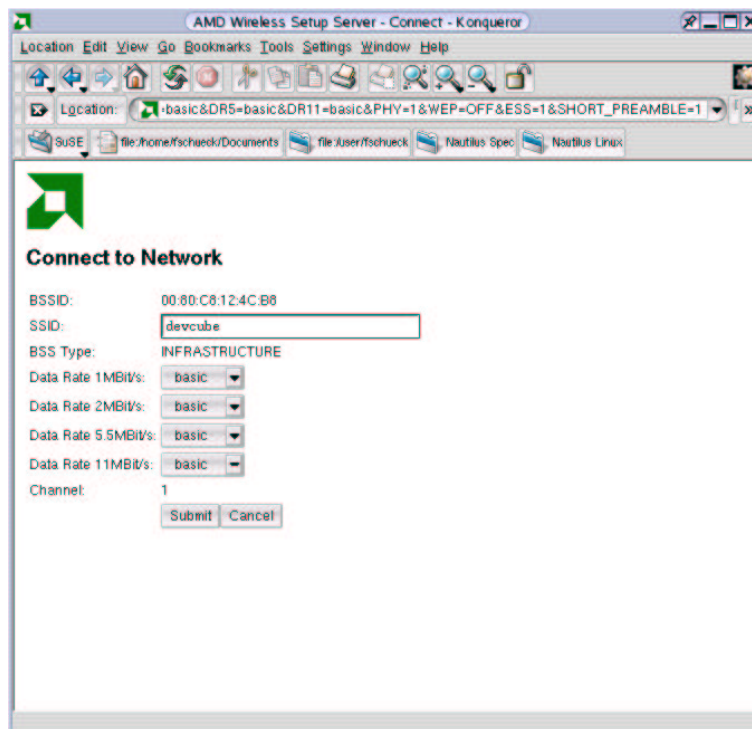 AMD Wireless Setup Server - Connect - Konqueror
Location Edit View Go Bookmarks Tools Settings Window Help
Location: -basic&DR5=basic&DR11=basic&PHY=1&WEP=OFF&ESS=1&SHORT_PREAMBLE=1
SuSE file:/home/fschueck/Documents file:/user/fschueck Nautilus Spec Nautilus Linux
Connect to Network
BSSID: 00:80:C8:12:4C:B8
SSID: devcube
BSS Type: INFRASTRUCTURE
Data Rate 1MBit/s: basic
Data Rate 2MBit/s: basic
Data Rate 5.5MBit/s: basic
Data Rate 11MBit/s: basic
Channel: 1
Submit Cancel